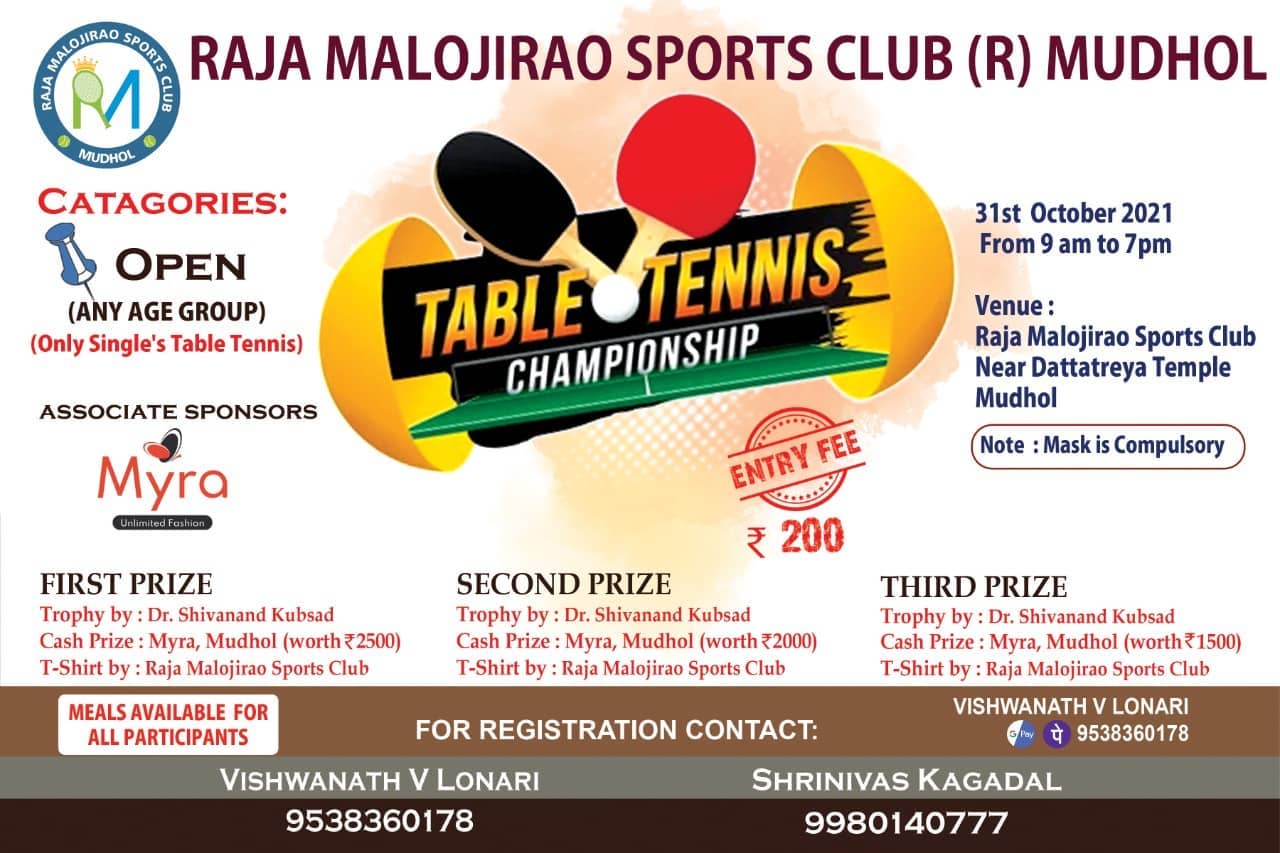 RAJA MALOJIRAO SPORTS CLUB
RM
MUDHOL
RAJA MALOJIRAO SPORTS CLUB (R) MUDHOL
CATAGORIES:
OPEN
(ANY AGE GROUP)
(Only Single's Table Tennis)
ASSOCIATE SPONSORS
Myra
Unlimited Fashion
TABLE TENNIS
CHAMPIONSHIP
31st October 2021
From 9 am to 7pm
Venue :
Raja Malojirao Sports Club
Near Dattatreya Temple
Mudhol
Note : Mask is Compulsory
ENTRY FEE
₹ 200
FIRST PRIZE
Trophy by : Dr. Shivanand Kubsad
Cash Prize : Myra, Mudhol (worth ₹2500)
T-Shirt by : Raja Malojirao Sports Club
SECOND PRIZE
Trophy by : Dr. Shivanand Kubsad
Cash Prize : Myra, Mudhol (worth ₹2000)
T-Shirt by : Raja Malojirao Sports Club
THIRD PRIZE
Trophy by : Dr. Shivanand Kubsad
Cash Prize : Myra, Mudhol (worth ₹1500)
T-Shirt by : Raja Malojirao Sports Club
MEALS AVAILABLE FOR
ALL PARTICIPANTS
FOR REGISTRATION CONTACT:
VISHWANATH V LONARI
G Pay पे 9538360178
VISHWANATH V LONARI
9538360178
SHRINIVAS KAGADAL
9980140777